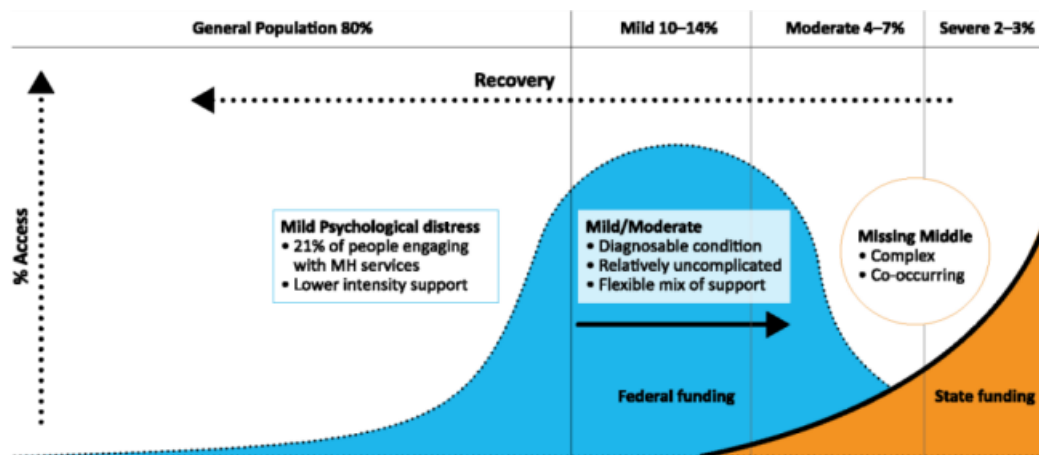 General Population 80%
Mild 10–14%
Moderate 4–7%
Severe 2–3%
Recovery
% Access
Mild Psychological distress
• 21% of people engaging
with MH services
• Lower intensity support
Mild/Moderate
• Diagnosable condition
• Relatively uncomplicated
• Flexible mix of support
Missing Middle
• Complex
• Co-occurring
Federal funding
State funding